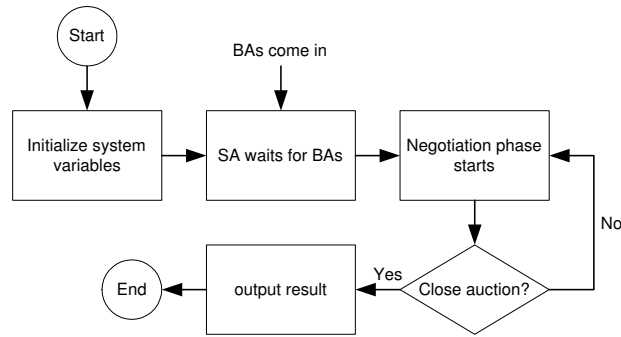 Start
BAs come in
Initialize system
variables
SA waits for BAs
Negotiation phase
starts
No
End
output result
Yes
Close auction?